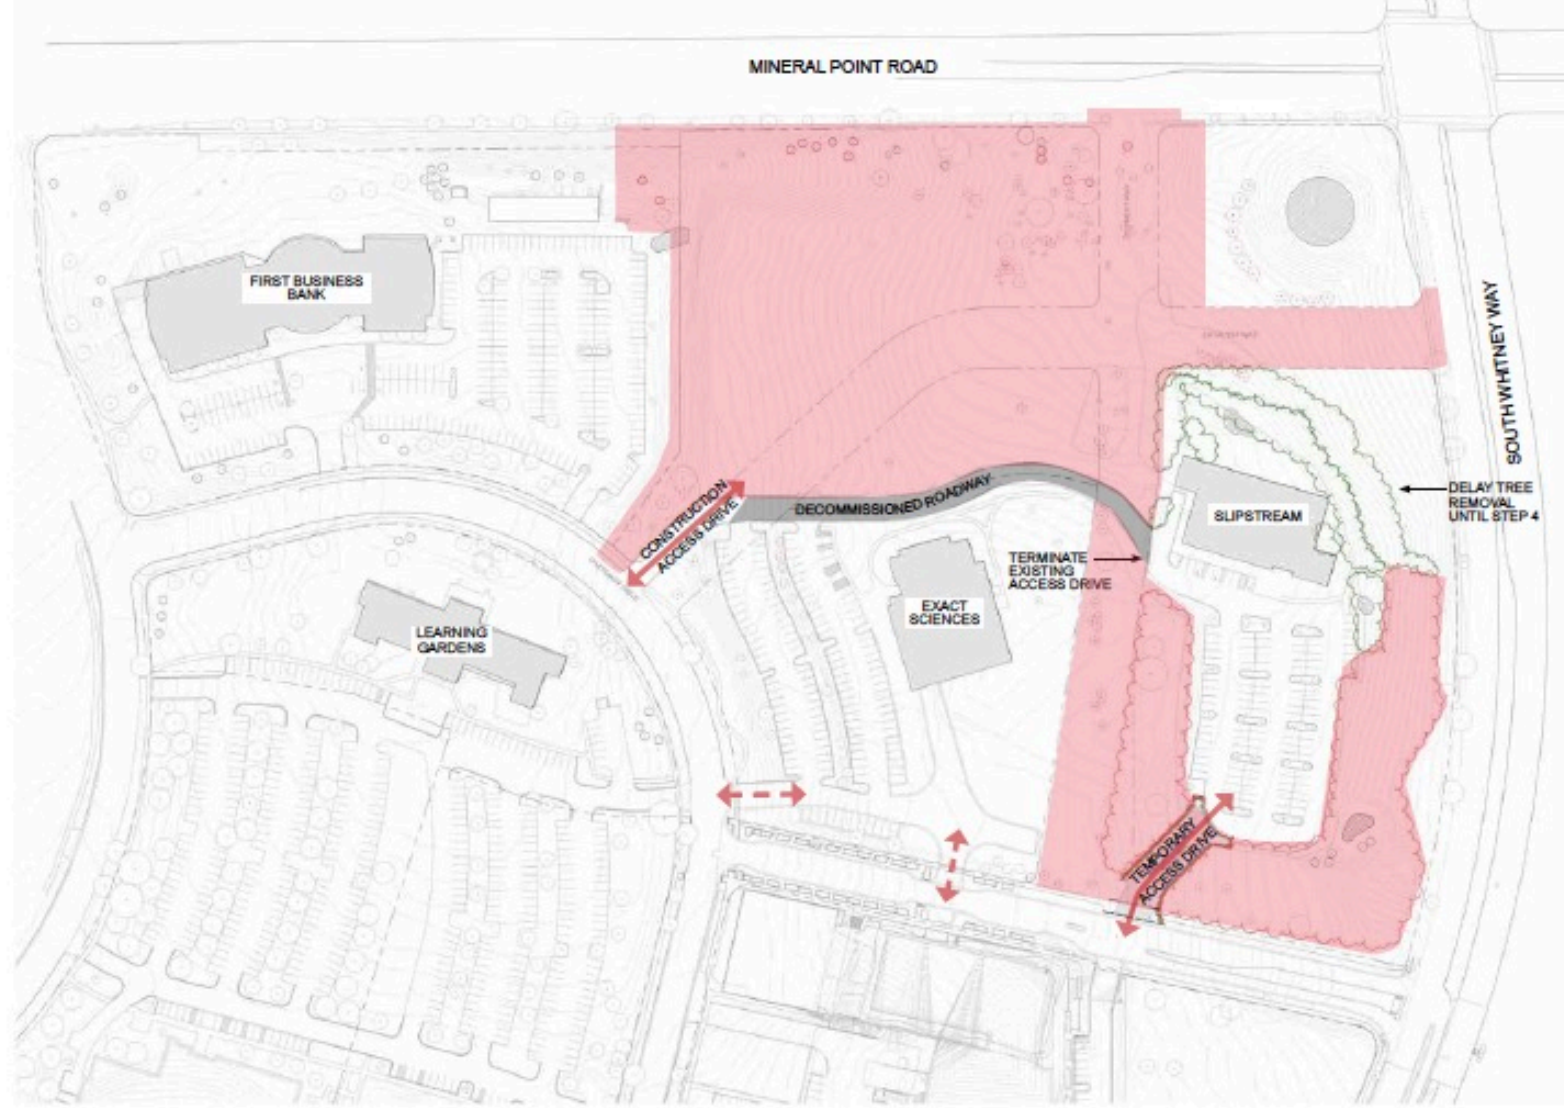 MINERAL POINT ROAD
FIRST BUSINESS
BANK
SOUTH WHITNEY WAY
CONSTRUCTION
ACCESS DRIVE
DECOMMISSIONED ROADWAY
SLIPSTREAM
DELAY TREE
REMOVAL
UNTIL STEP 4
TERMINATE
EXISTING
ACCESS DRIVE
EXACT
SCIENCES
LEARNING
GARDENS
TEMPORARY
ACCESS DRIVE